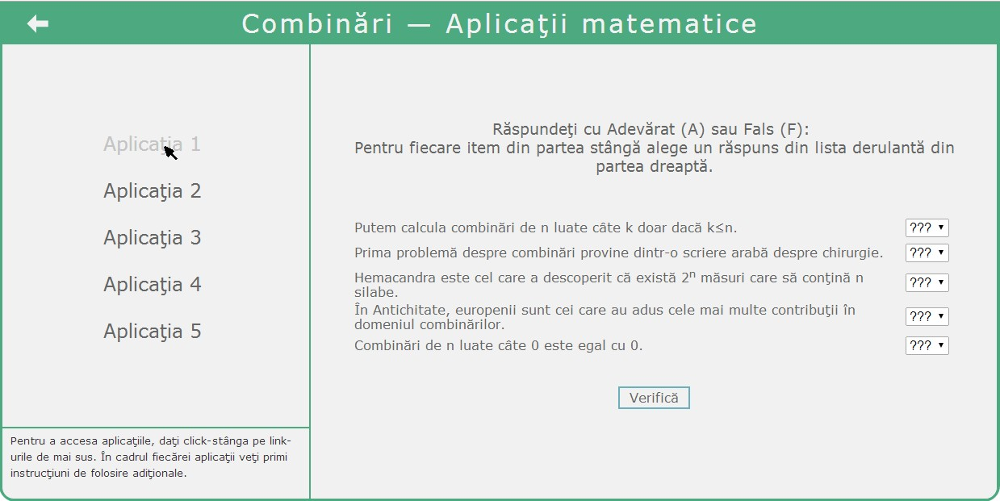 Combinări — Aplicaţii matematice
Aplicaţia 1
Aplicaţia 2
Aplicaţia 3
Aplicaţia 4
Aplicaţia 5
Pentru a accesa aplicaţiile, daţi click-stânga pe link-
urile de mai sus. În cadrul fiecărei aplicaţii veţi primi
instrucţiuni de folosire adiţionale.
Răspundeţi cu Adevărat (A) sau Fals (F):
Pentru fiecare item din partea stângă alege un răspuns din lista derulantă din
partea dreaptă.
Putem calcula combinări de n luate câte k doar dacă k≤n. ???
Prima problemă despre combinări provine dintr-o scriere arabă despre chirurgie. ???
Hemacandra este cel care a descoperit că există 2ⁿ măsuri care să conţină n
silabe. ???
În Antichitate, europenii sunt cei care au adus cele mai multe contribuţii în
domeniul combinărilor. ???
Combinări de n luate câte 0 este egal cu 0. ???
Verifică